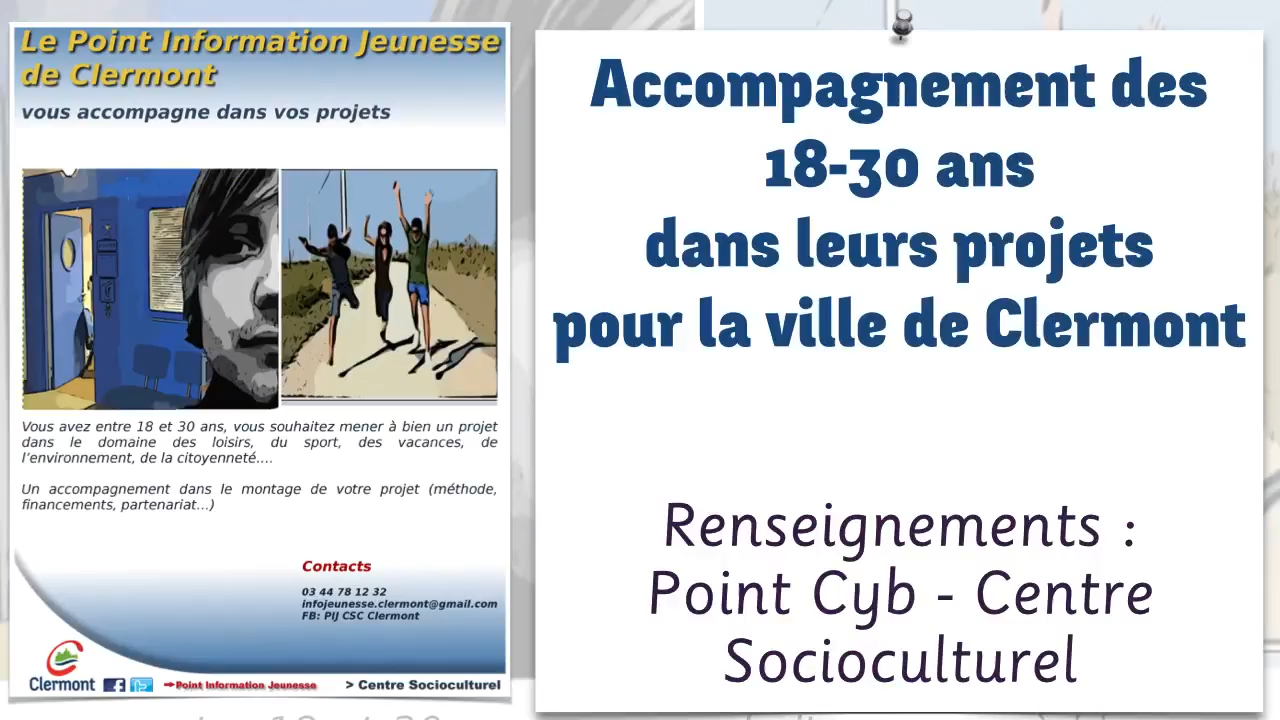 Le Point Information Jeunesse
de Clermont
vous accompagne dans vos projets
Vous avez entre 18 et 30 ans, vous souhaitez mener à bien un projet
dans le domaine des loisirs, du sport, des vacances, de
l'environnement, de la citoyenneté....
Un accompagnement dans le montage de votre projet (méthode,
financements, partenariat...)
Contacts
03 44 78 12 32
infojeunesse.clermont@gmail.com
FB: PIJ CSC Clermont
Clermont
Point Information Jeunesse
> Centre Socioculturel
Accompagnement des
18-30 ans
dans leurs projets
pour la ville de Clermont
Renseignements :
Point Cyb - Centre
Socioculturel